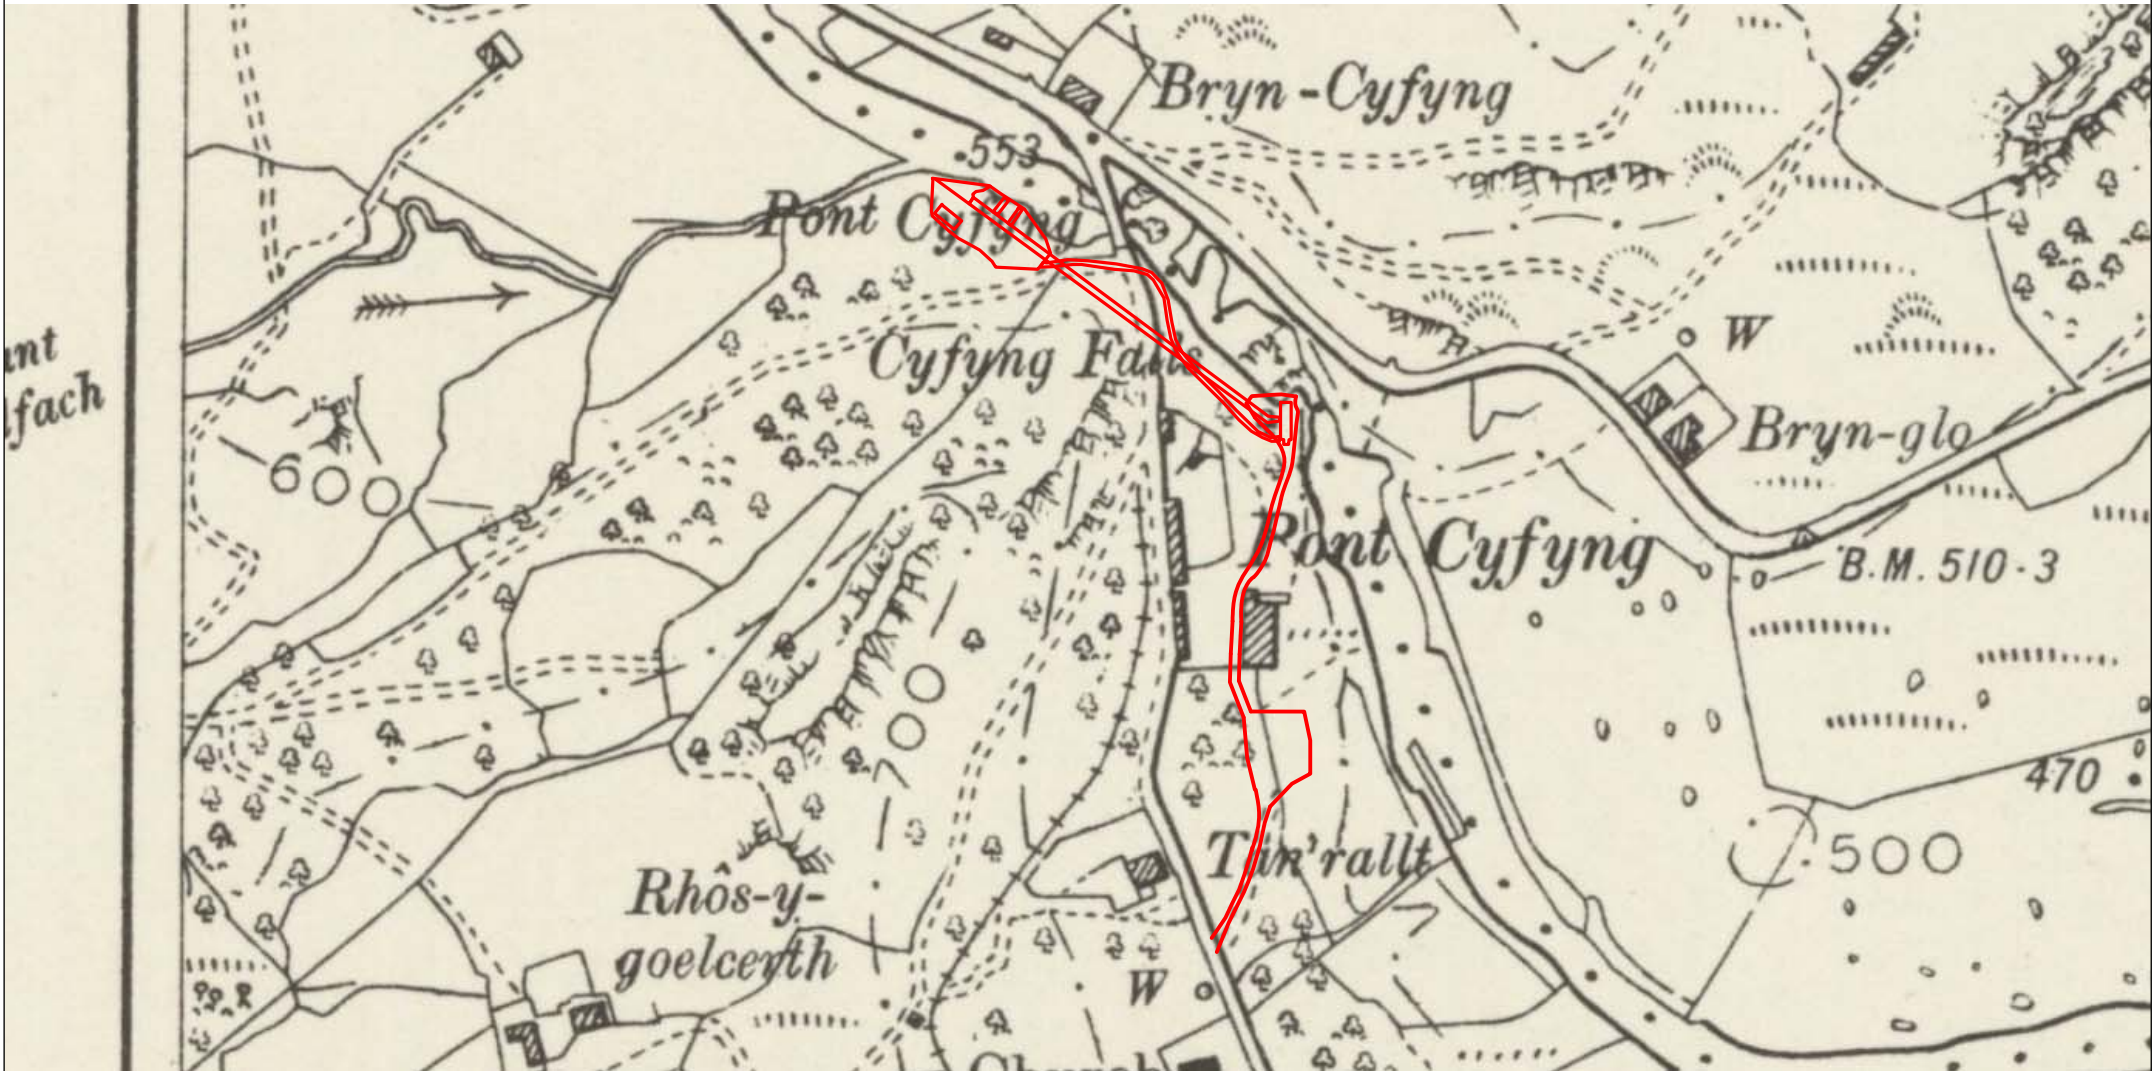 Bryn-Cyfyng
553
Pont Cyfyng
Cyfyng Falls
W
lfach
Bryn-glo
600
Pont Cyfyng
B.M. 510·3
700
470
Tan'rallt
500
Rhôs-y-
goelcerth
W
Church